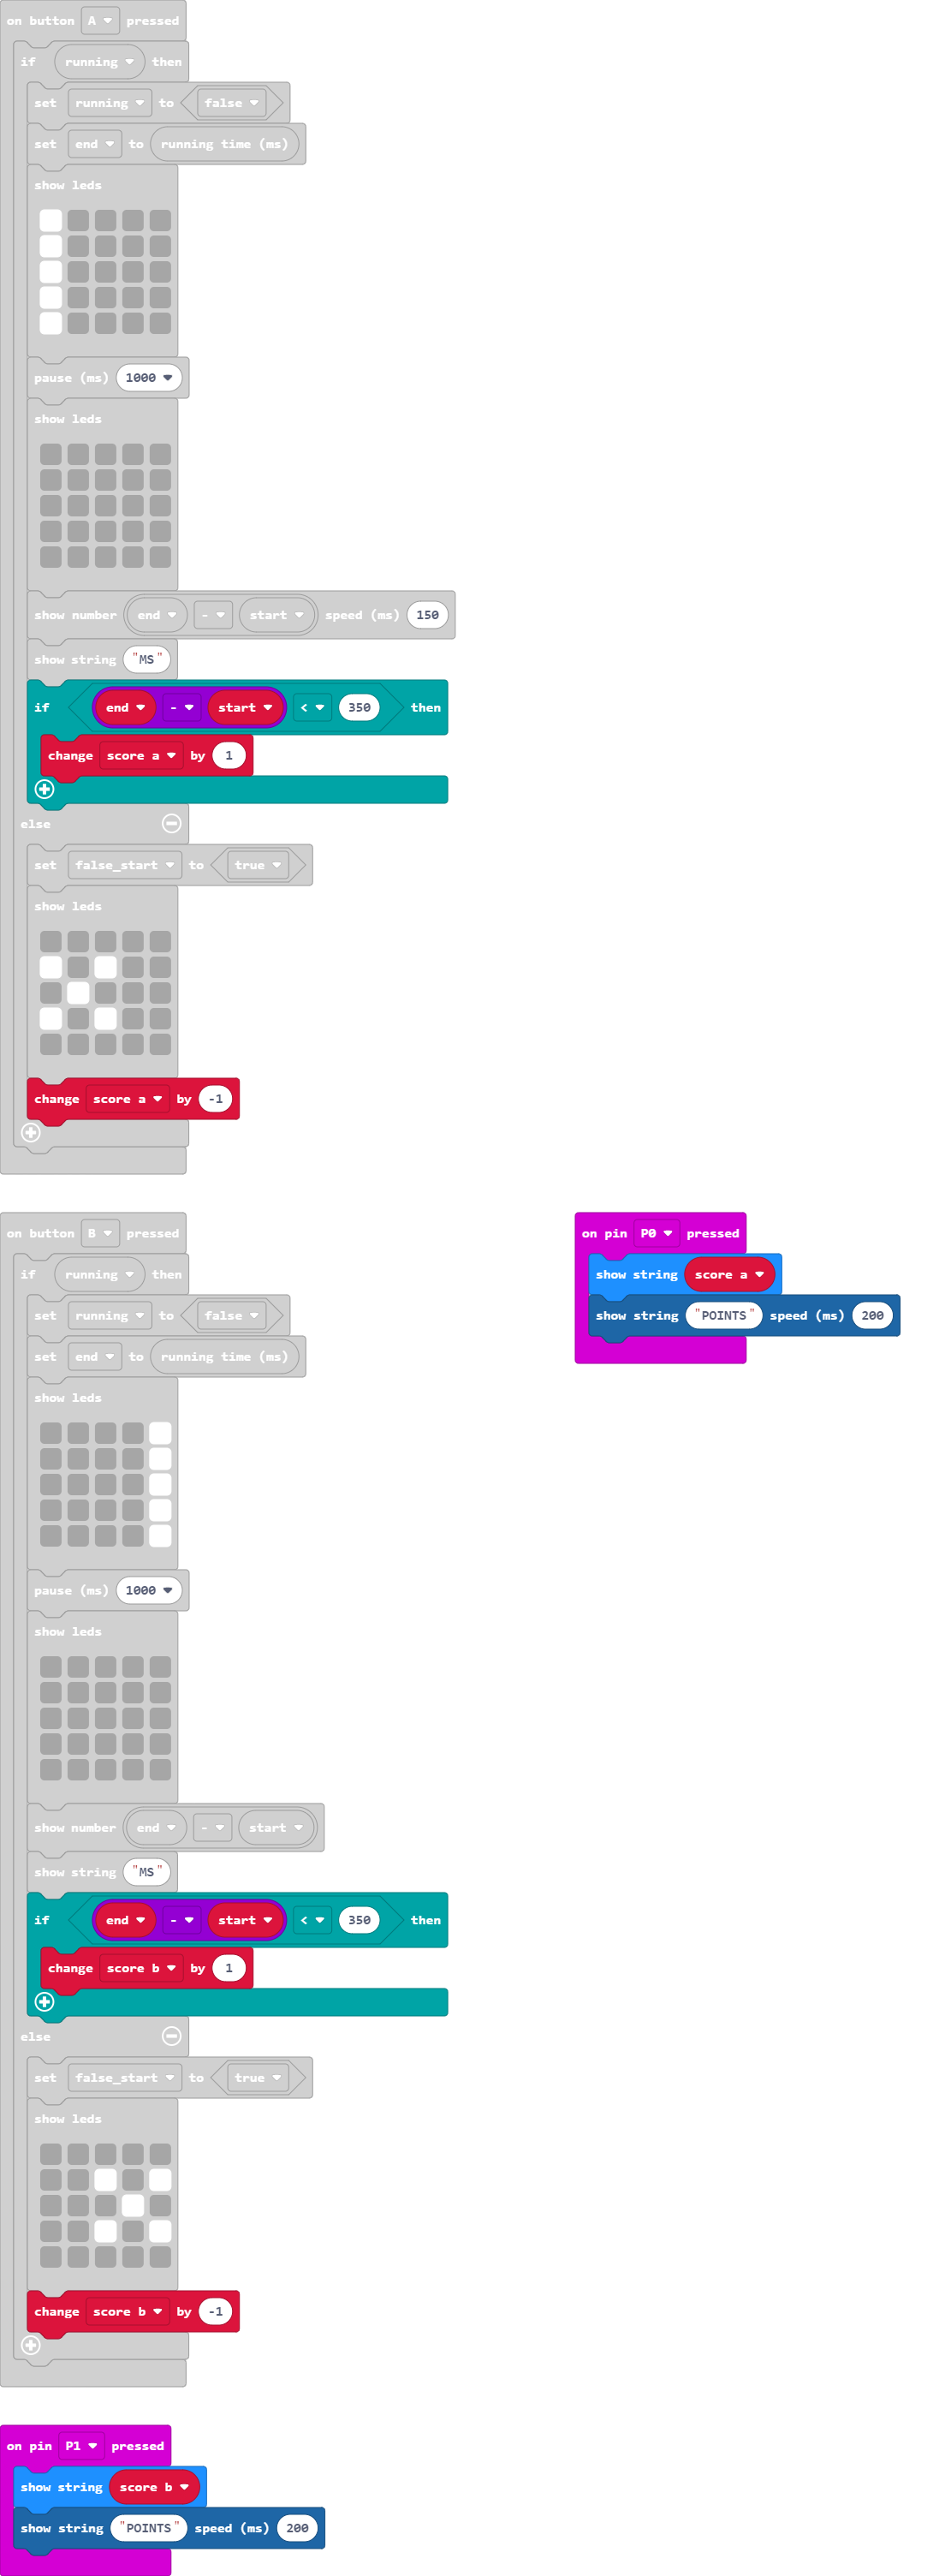 on button A pressed
if running then
set running to false
set end to running time (ms)
show leds
pause (ms) 1000
show leds
show number end - start speed (ms) 150
show string "MS"
if end - start < 350 then
change score a by 1
else
set false_start to true
show leds
change score a by -1
on button B pressed
if running then
set running to false
set end to running time (ms)
show leds
pause (ms) 1000
show leds
show number end - start
show string "MS"
if end - start < 350 then
change score b by 1
else
set false_start to true
show leds
change score b by -1
on pin P0 pressed
show string score a
show string "POINTS" speed (ms) 200
on pin P1 pressed
show string score b
show string "POINTS" speed (ms) 200